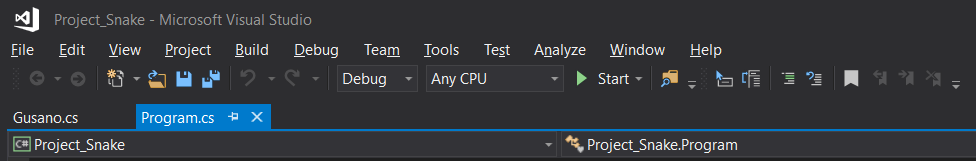 Project_Snake - Microsoft Visual Studio
File Edit View Project Build Debug Team Tools Test Analyze Window Help
Debug Any CPU Start
Gusano.cs Program.cs
C# Project_Snake Project_Snake.Program